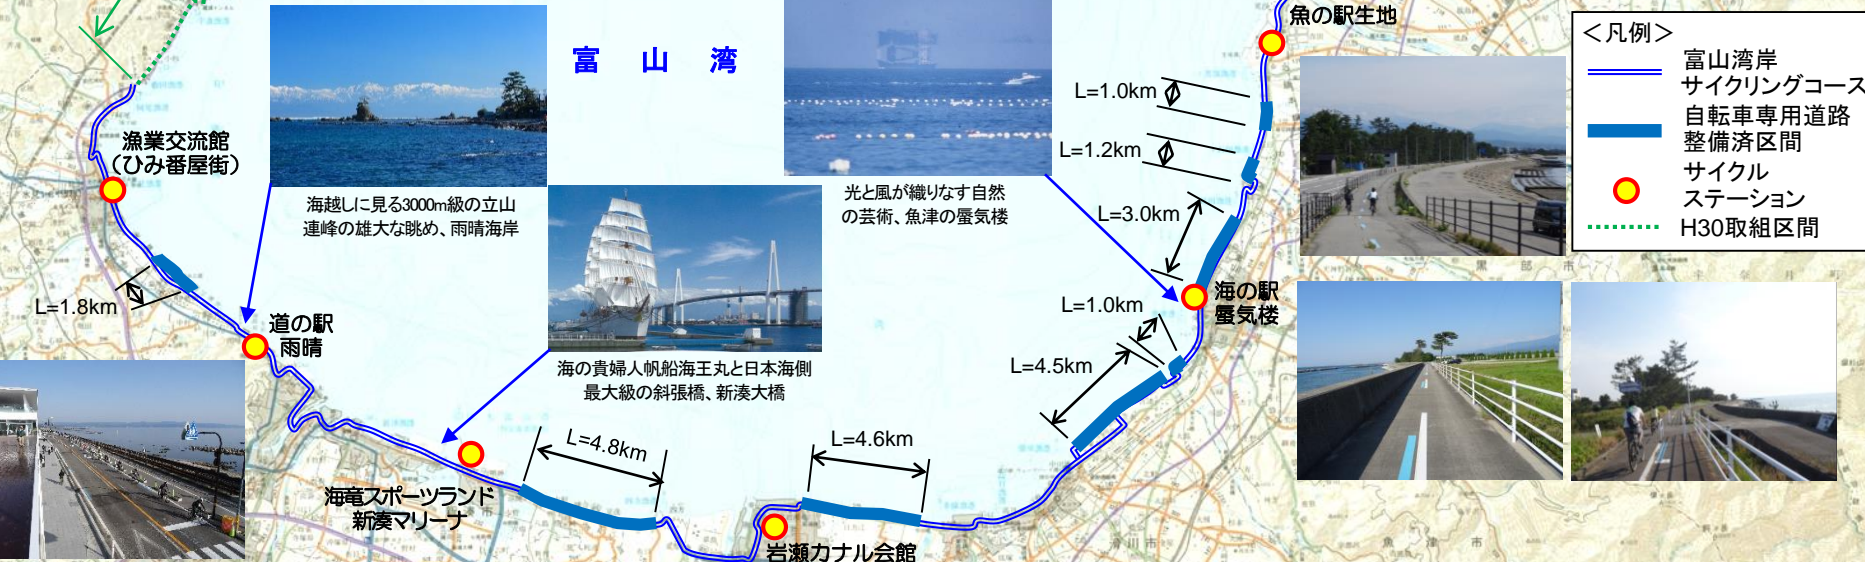 富山湾
魚の駅生地
＜凡例＞
富山湾岸
サイクリングコース
自転車専用道路
整備済区間
サイクル
ステーション
H30取組区間
漁業交流館
（ひみ番屋街）
海越しに見る3000m級の立山
連峰の雄大な眺め、雨晴海岸
光と風が織りなす自然
の芸術、魚津の蜃気楼
L=1.0km
L=1.2km
L=3.0km
海の駅
蜃気楼
L=1.0km
L=4.5km
L=1.8km
道の駅
雨晴
海の貴婦人帆船海王丸と日本海側
最大級の斜張橋、新湊大橋
L=4.8km
L=4.6km
海竜スポーツランド
新湊マリーナ
岩瀬カナル会館
黒部市
滑川市
魚津市